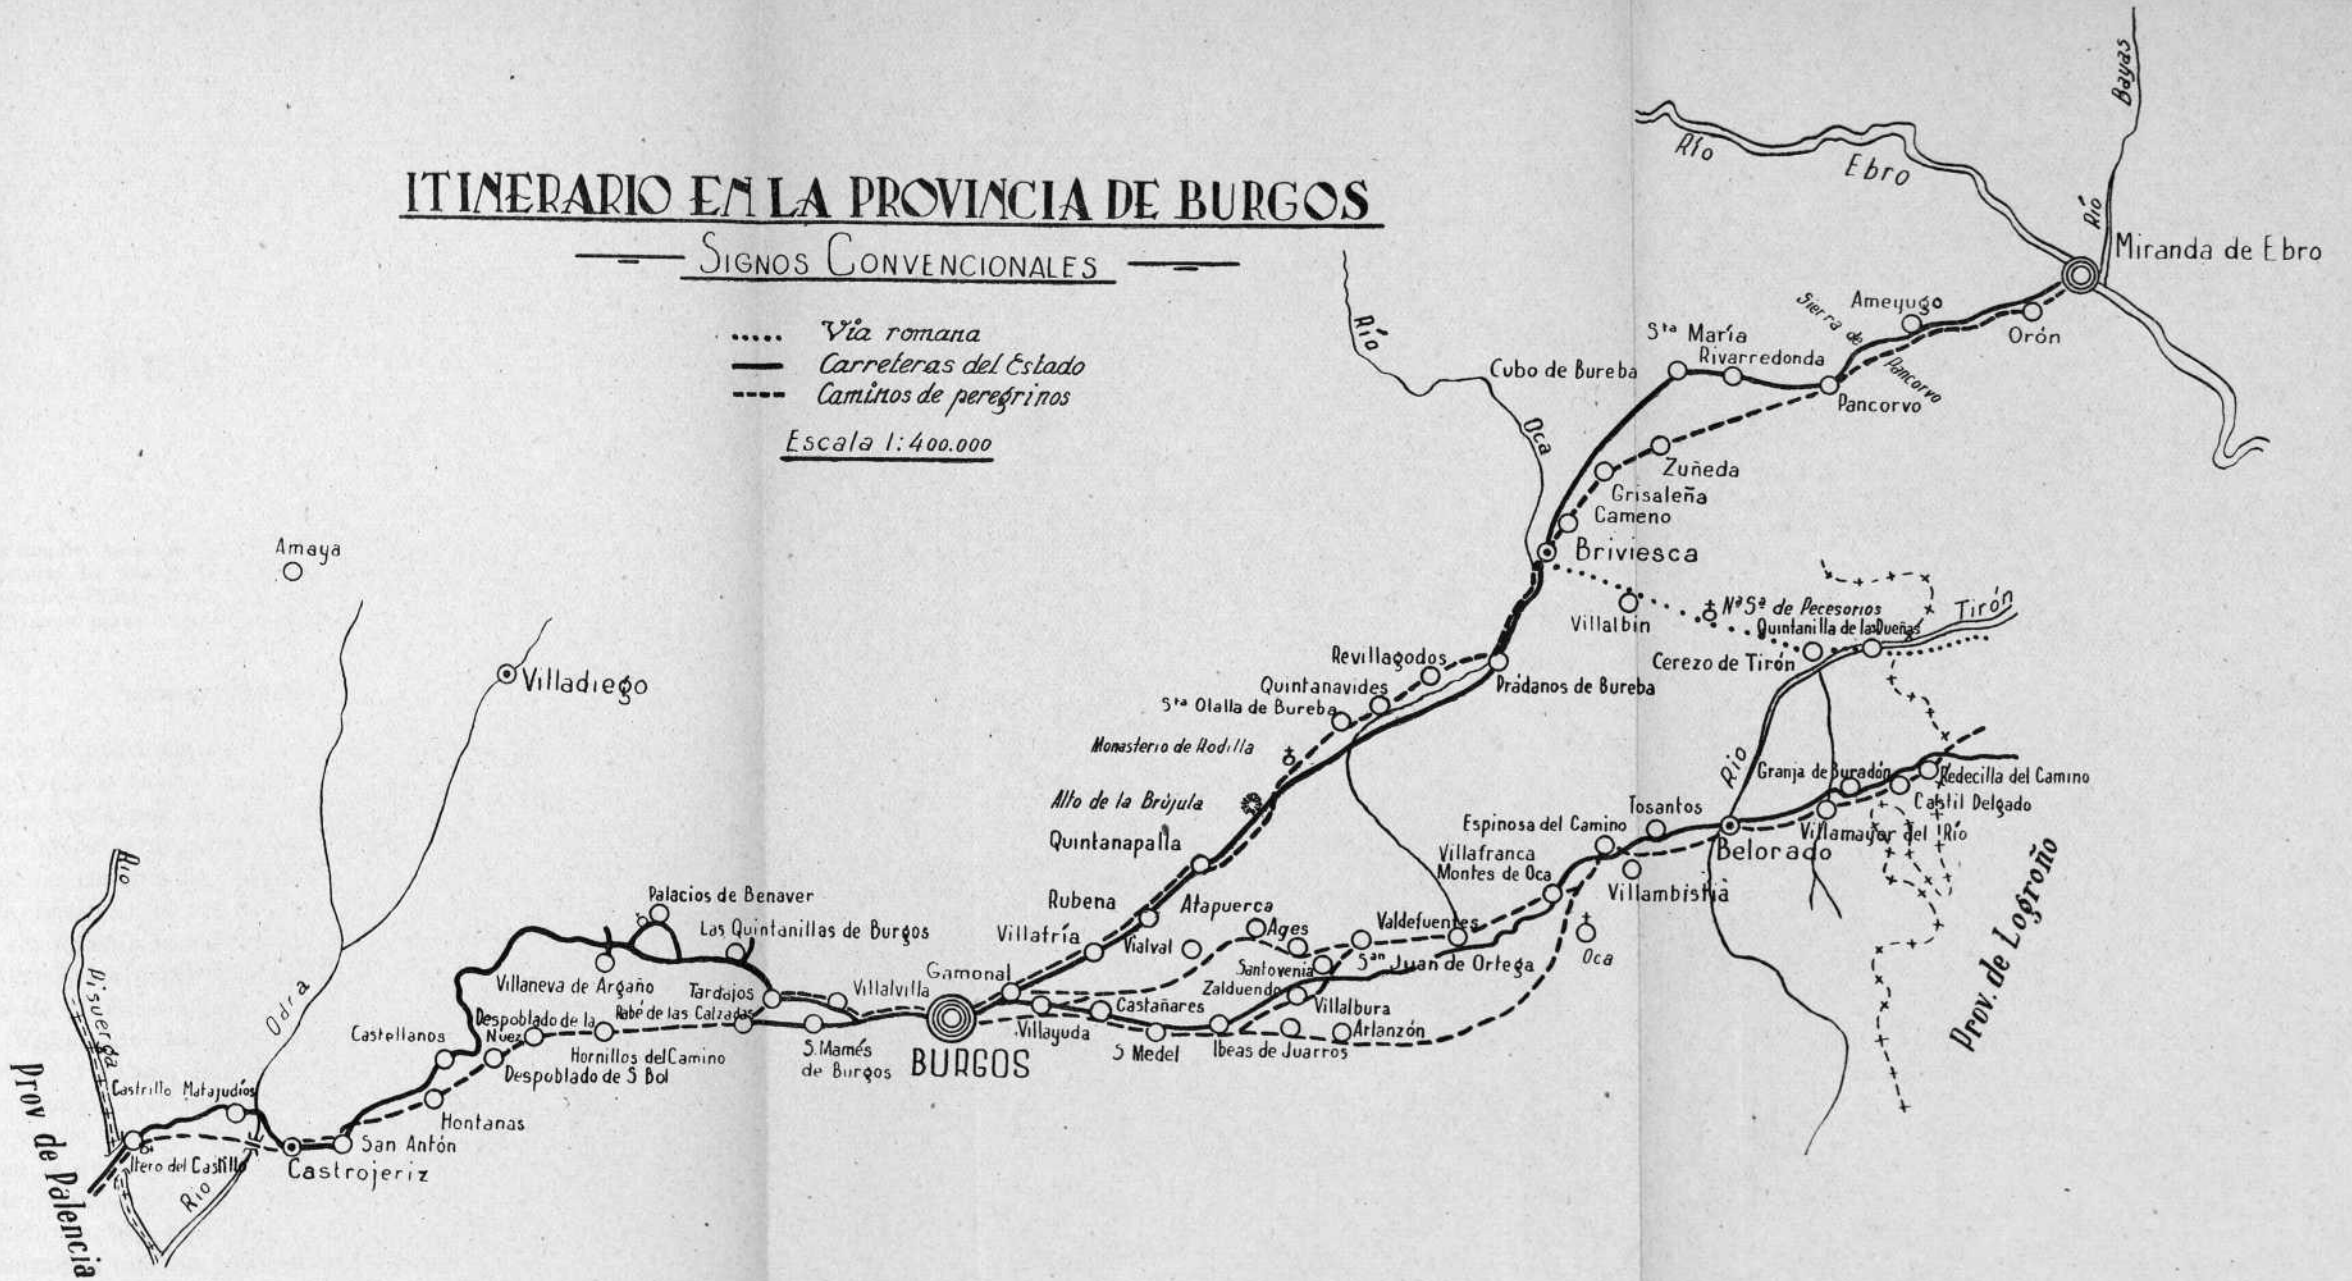 ITINERARIO EN LA PROVINCIA DE BURGOS
SIGNOS CONVENCIONALES
Vía romana
Carreteras del Estado
Caminos de peregrinos
Escala 1:400.000
Río
Bayas
Río
Ebro
Miranda de Ebro
Orón
Ameyugo
Sierra de
Pancorvo
Pancorvo
Sta María
Rivarredonda
Cubo de Bureba
Zuñeda
Grisaleña
Cameno
Briviesca
Río
Oca
Villalbín
Na Sa de Pecesorios
Quintanilla de las Dueñas
Cerezo de Tirón
Tirón
Río
Prádanos de Bureba
Revillagodos
Quintanavides
Sta Olalla de Bureba
Monasterio de Rodilla
Alto de la Brújula
Quintanapalla
Rubena
Villafría
Gamonal
Atapuerca
Vialval
Ages
Santovenia
Zalduendo
Valdefuentes
San Juan de Ortega
Villalbura
Arlanzón
Ibeas de Juarros
Castañares
Villayuda
S Medel
Villafranca
Montes de Oca
Espinosa del Camino
Tosantos
Villambistia
Oca
Belorado
Granja de Buradón
Villamayor del Río
Redecilla del Camino
Castil Delgado
Prov. de Logroño
BURGOS
Villalvilla
S. Mamés
de Burgos
Tardajos
Rabé de las Calzadas
Las Quintanillas de Burgos
Palacios de Benaver
Villaneva de Argaño
Hornillos del Camino
Despoblado de la
Nuez
Despoblado de S Bol
Castellanos
Hontanas
San Antón
Castrojeriz
Castrillo Matajudíos
Itero del Castillo
Amaya
Villadiego
Odra
Rio
Rio
Pisuerga
Prov de Palencia